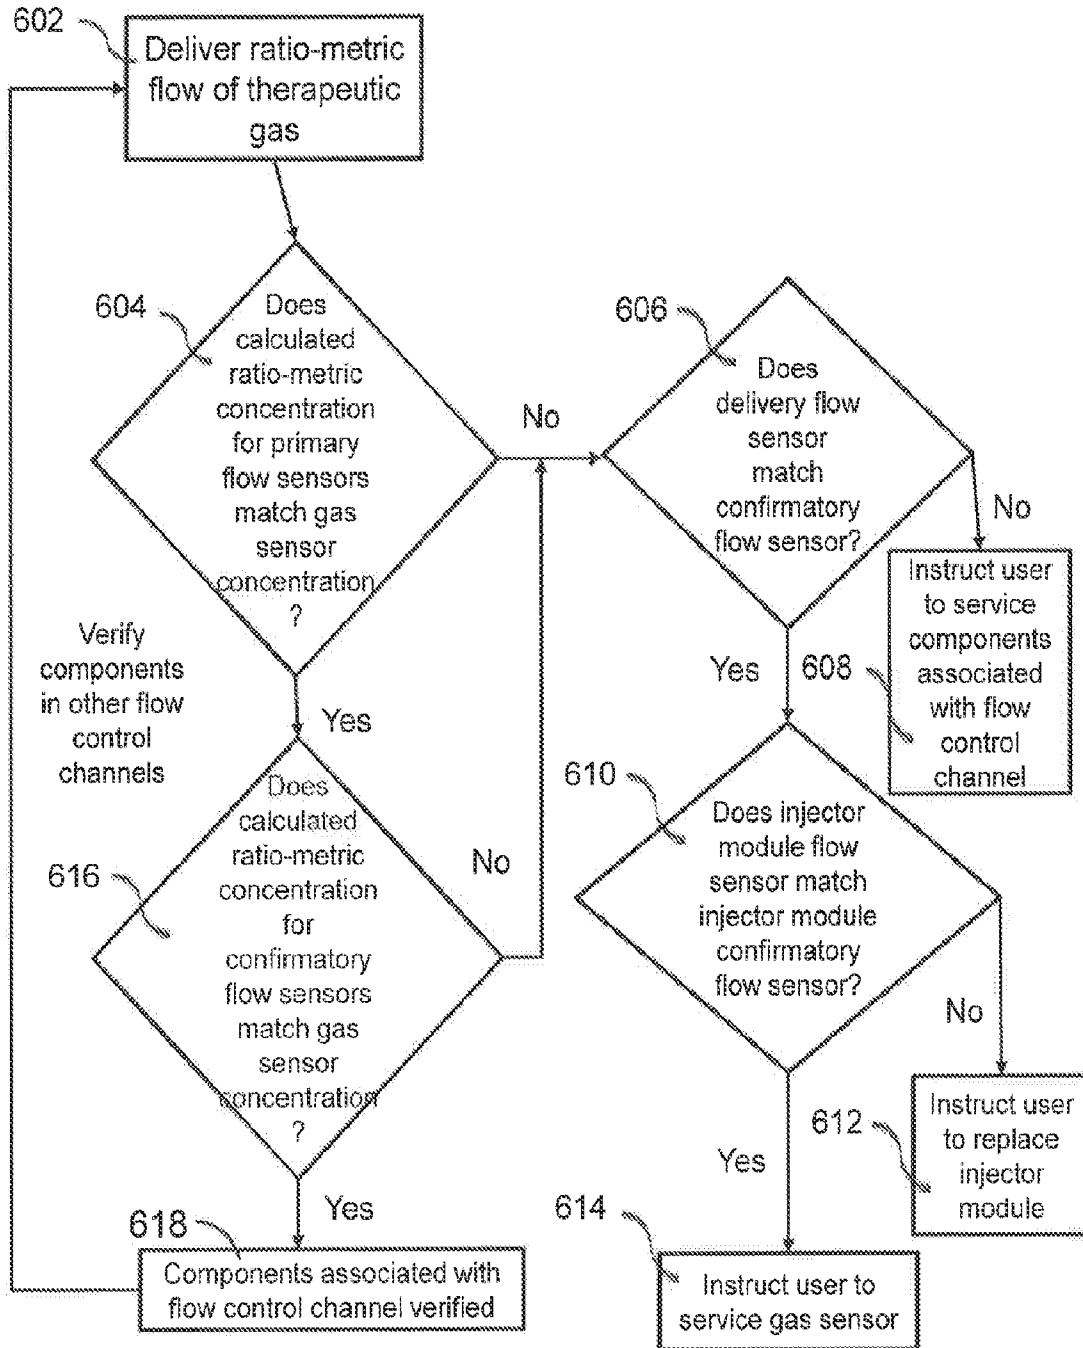 602
Deliver ratio-metric
flow of therapeutic
gas
604
Does
calculated
ratio-metric
concentration
for primary
flow sensors
match gas
sensor
concentration
?
No
606
Does
delivery flow
sensor
match
confirmatory
flow sensor?
No
608
Instruct user
to service
components
associated
with flow
control
channel
Yes
Verify
components
in other flow
control
channels
Yes
616
Does
calculated
ratio-metric
concentration
for
confirmatory
flow sensors
match gas
sensor
concentration
?
No
610
Does injector
module flow
sensor match
injector module
confirmatory
flow sensor?
No
612
Instruct user
to replace
injector
module
Yes
614
Instruct user to
service gas sensor
Yes
618
Components associated with
flow control channel verified